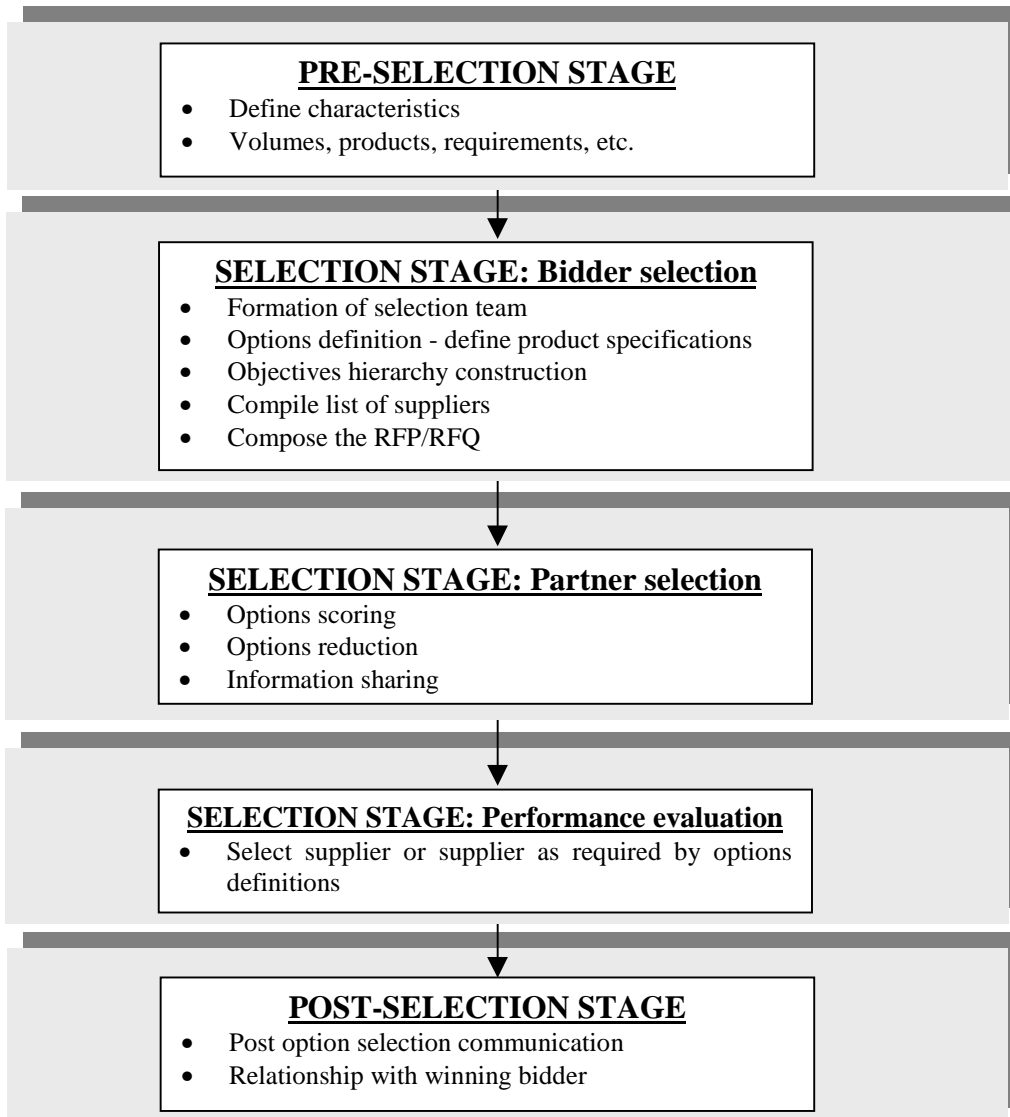 PRE-SELECTION STAGE
• Define characteristics
• Volumes, products, requirements, etc.
SELECTION STAGE: Bidder selection
• Formation of selection team
• Options definition - define product specifications
• Objectives hierarchy construction
• Compile list of suppliers
• Compose the RFP/RFQ
SELECTION STAGE: Partner selection
• Options scoring
• Options reduction
• Information sharing
SELECTION STAGE: Performance evaluation
• Select supplier or supplier as required by options
definitions
POST-SELECTION STAGE
• Post option selection communication
• Relationship with winning bidder